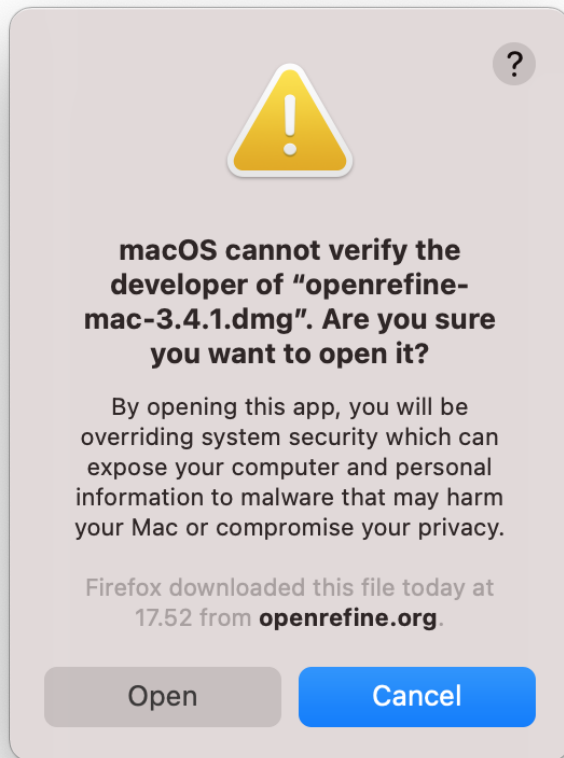 ?
macOS cannot verify the
developer of “openrefine-
mac-3.4.1.dmg”. Are you sure
you want to open it?
By opening this app, you will be
overriding system security which can
expose your computer and personal
information to malware that may harm
your Mac or compromise your privacy.
Firefox downloaded this file today at
17.52 from openrefine.org.
Open Cancel